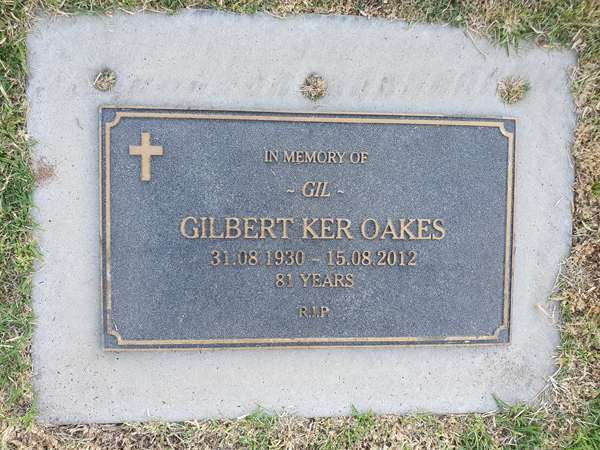 IN MEMORY OF
~ GIL ~
GILBERT KER OAKES
31.08.1930 ~ 15.08.2012
81 YEARS
R.I.P